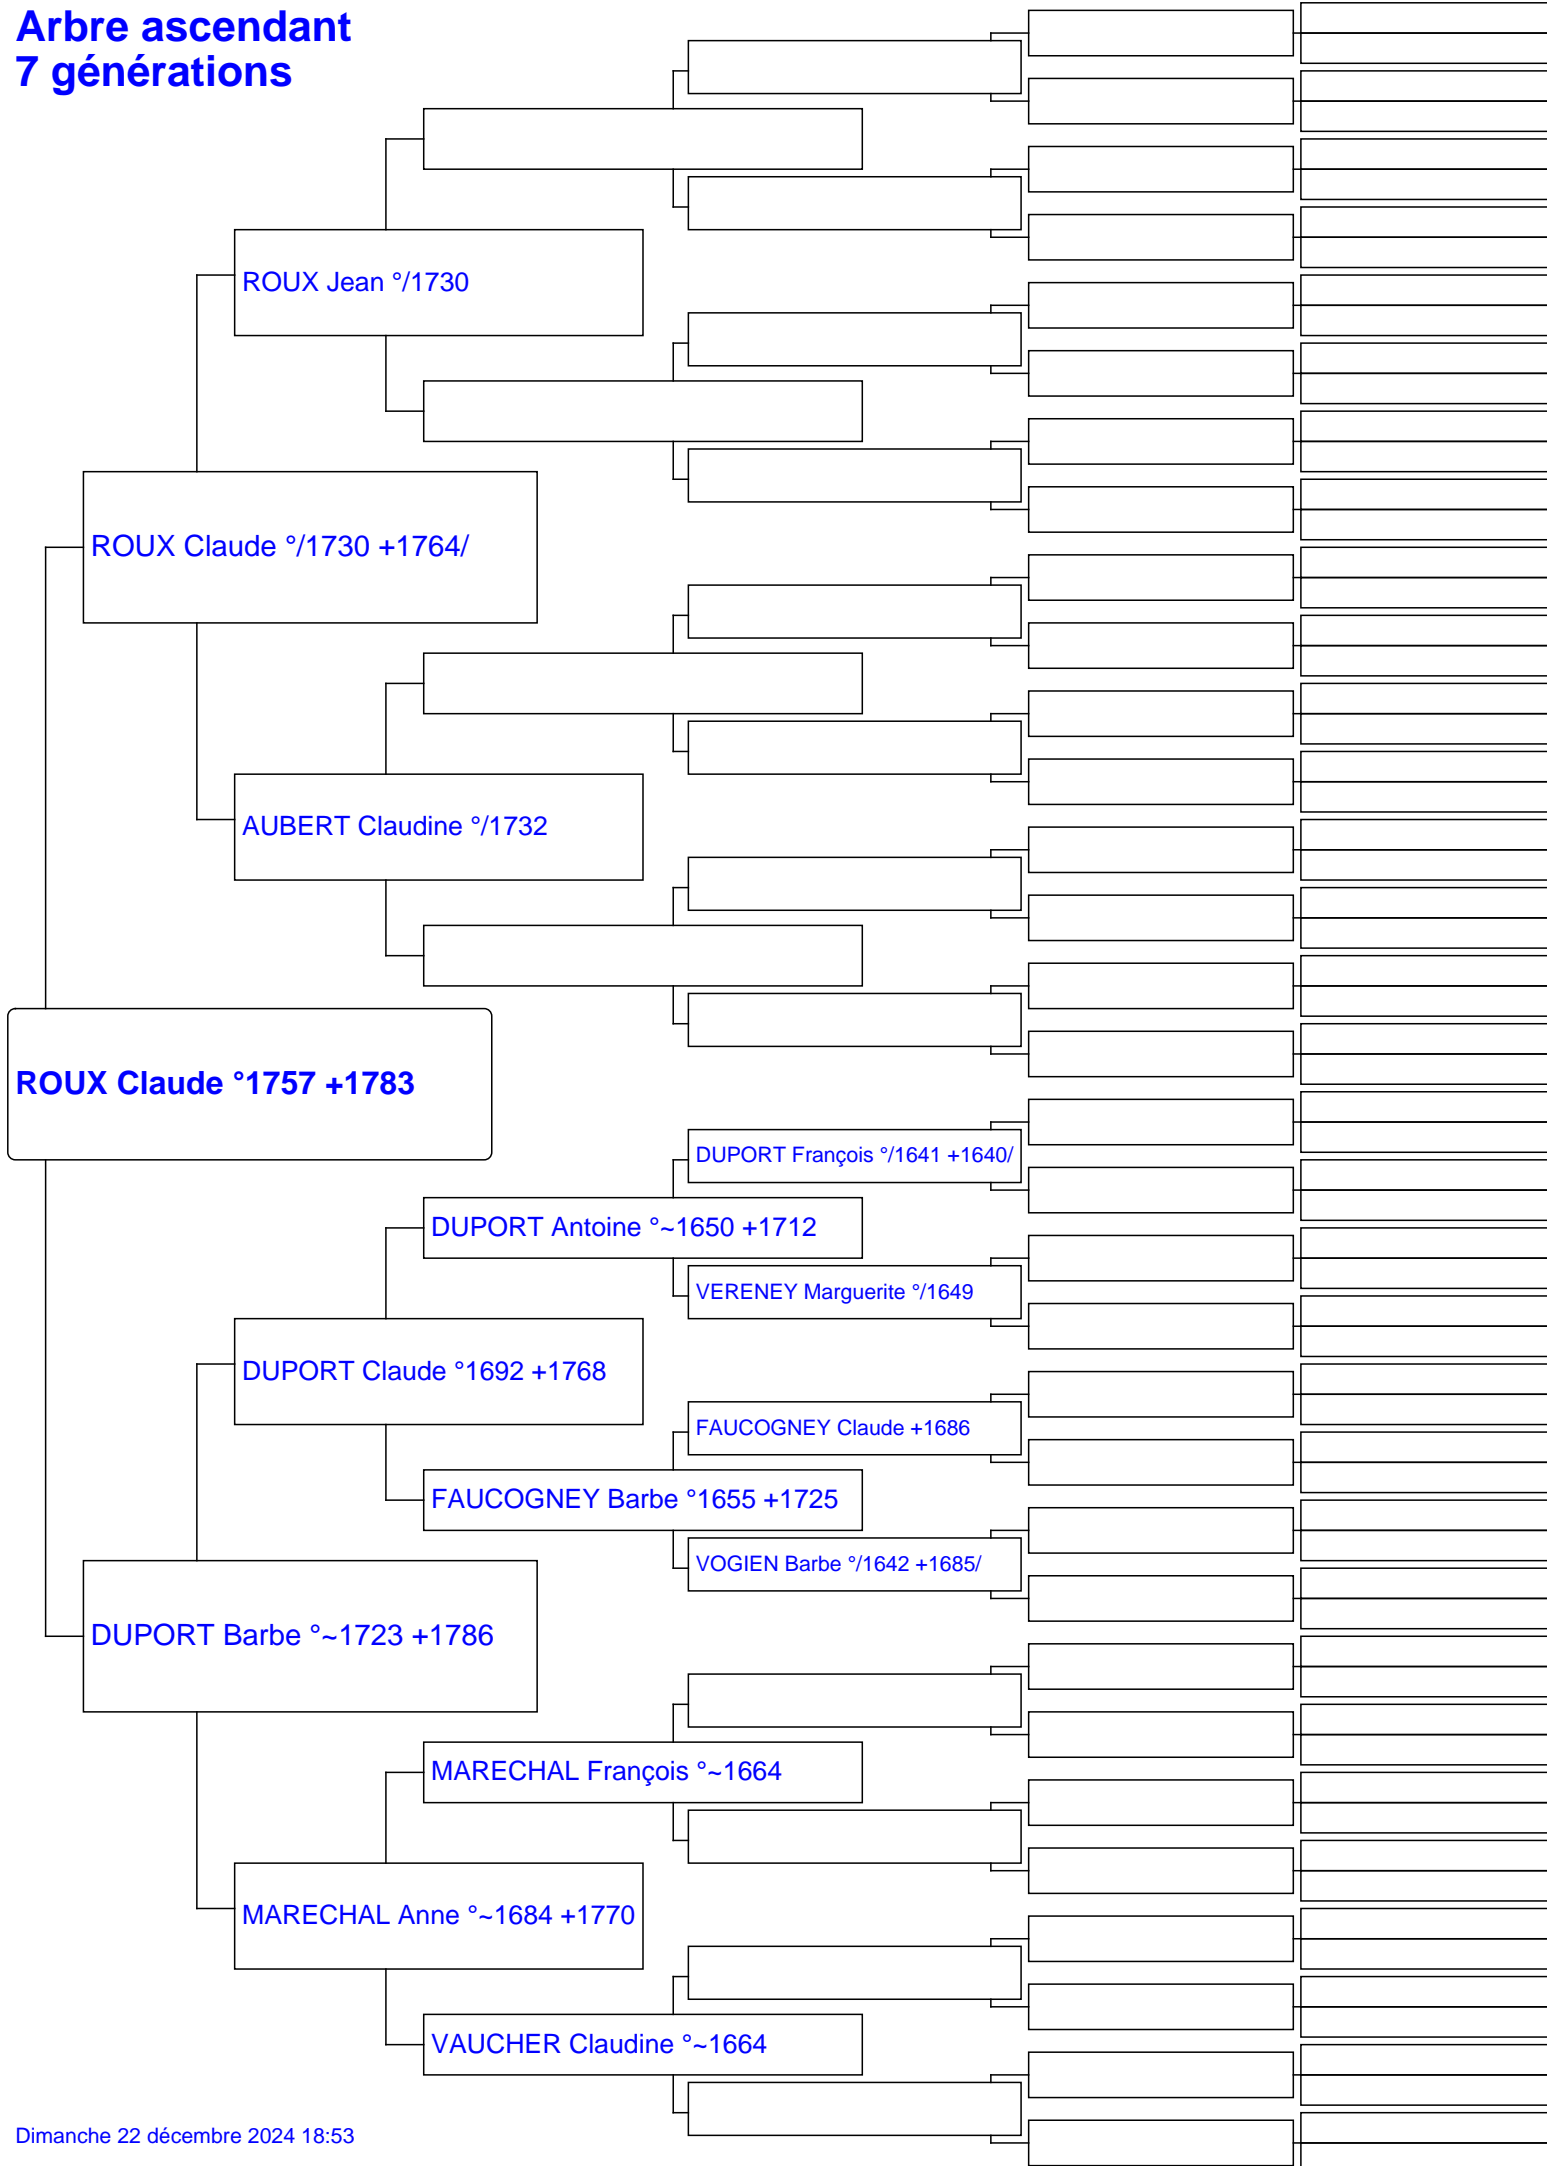 Arbre ascendant
7 générations
ROUX Jean °/1730
ROUX Claude °/1730 +1764/
AUBERT Claudine °/1732
ROUX Claude °1757 +1783
DUPORT François °/1641 +1640/
DUPORT Antoine °~1650 +1712
VERENEY Marguerite °/1649
DUPORT Claude °1692 +1768
FAUCOGNEY Claude +1686
FAUCOGNEY Barbe °1655 +1725
VOGIEN Barbe °/1642 +1685/
DUPORT Barbe °~1723 +1786
MARECHAL François °~1664
MARECHAL Anne °~1684 +1770
VAUCHER Claudine °~1664
Dimanche 22 décembre 2024 18:53